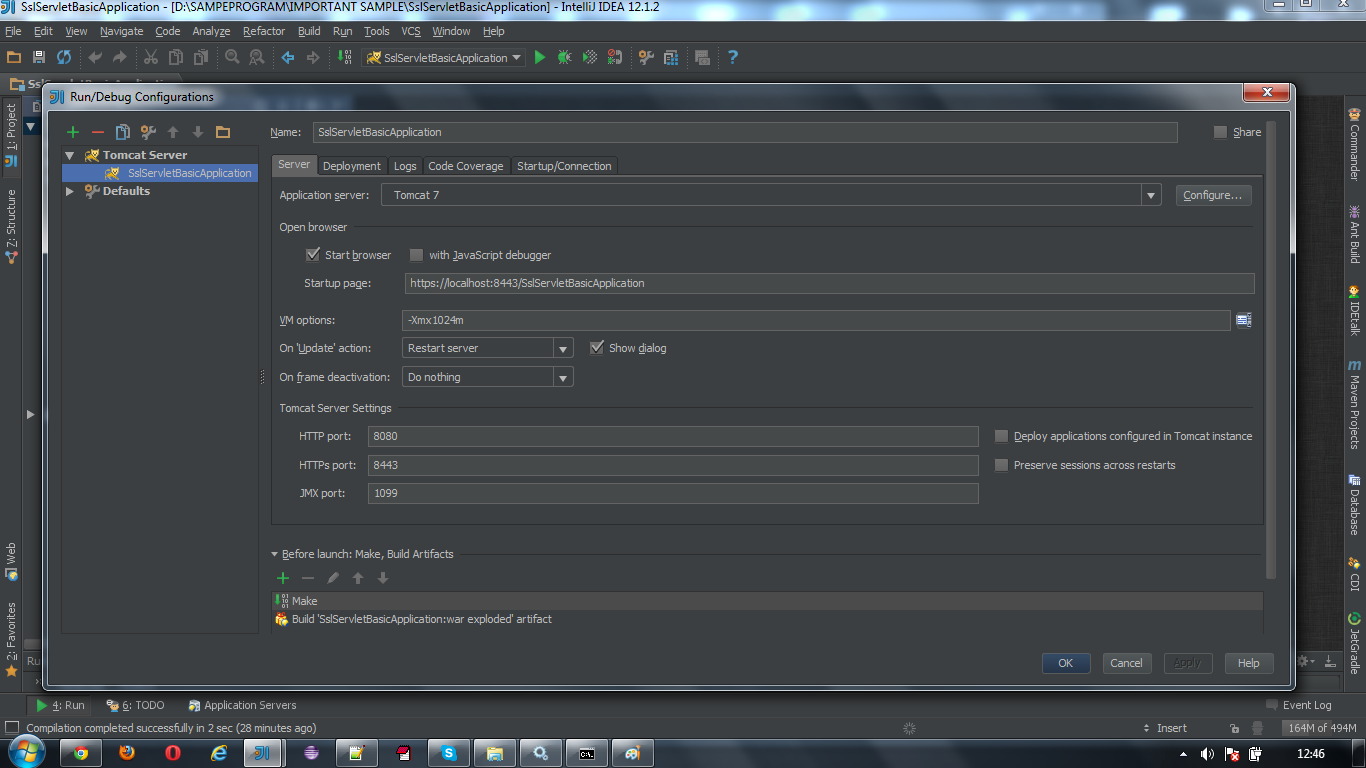 SslServletBasicApplication - [D:\SAMPEPROGRAM\IMPORTANT SAMPLE\SslServletBasicApplication] - IntelliJ IDEA 12.1.2
File Edit View Navigate Code Analyze Refactor Build Run Tools VCS Window Help
SslServletBasicApplication
Run/Debug Configurations
Name: SslServletBasicApplication Share
Tomcat Server
SslServletBasicApplication
Defaults
Server Deployment Logs Code Coverage Startup/Connection
Application server: Tomcat 7 Configure...
Open browser
Start browser with JavaScript debugger
Startup page: https://localhost:8443/SslServletBasicApplication
VM options: -Xmx1024m
On 'Update' action: Restart server Show dialog
On frame deactivation: Do nothing
Tomcat Server Settings
HTTP port: 8080 Deploy applications configured in Tomcat instance
HTTPs port: 8443 Preserve sessions across restarts
JMX port: 1099
Before launch: Make, Build Artifacts
Make
Build 'SslServletBasicApplication:war exploded' artifact
OK Cancel Apply Help
1: Project
Z: Structure
Web
2: Favorites
Commander
Ant Build
IDEtalk
Maven Projects
Database
CDI
JetGradle
Ru
4: Run 6: TODO Application Servers Event Log
Compilation completed successfully in 2 sec (28 minutes ago) Insert 164M of 494M
12:46